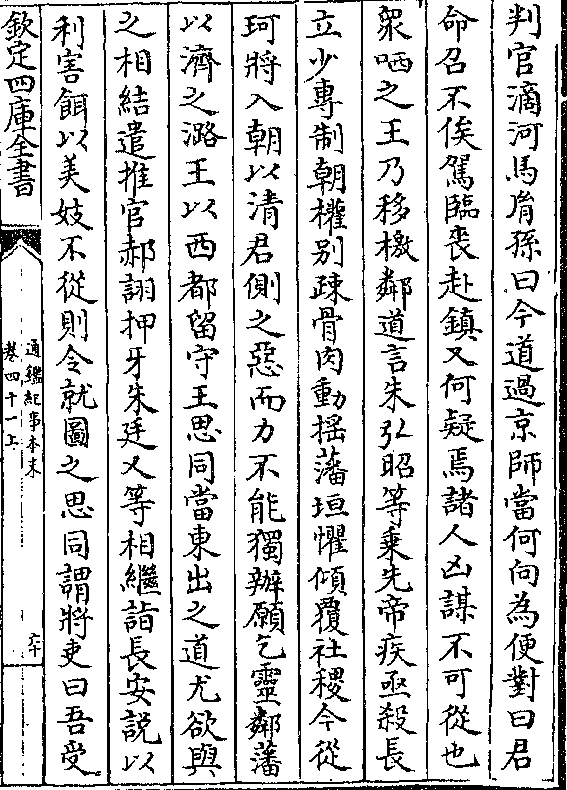 判官滴河馬𦙍孫曰今道過京師當何向為便對曰君
命召不俟駕臨喪赴鎮又何疑焉諸人凶謀不可從也
衆哂之王乃移檄鄰道言朱弘昭等乗先帝疾亟殺長
立少專制朝權别疎骨肉動揺藩垣懼傾覆社稷今從
珂將入朝以清君側之惡而力不能獨辦願乞靈鄰藩
以濟之潞王以西都留守王思同當東出之道尤欲與
之相結遣推官郝詡押牙朱廷乂等相繼詣長安説以
利害餌以美妓不從則令就圖之思同謂將吏曰吾受
欽定四庫全書
通鑑紀事本末
卷四十一上